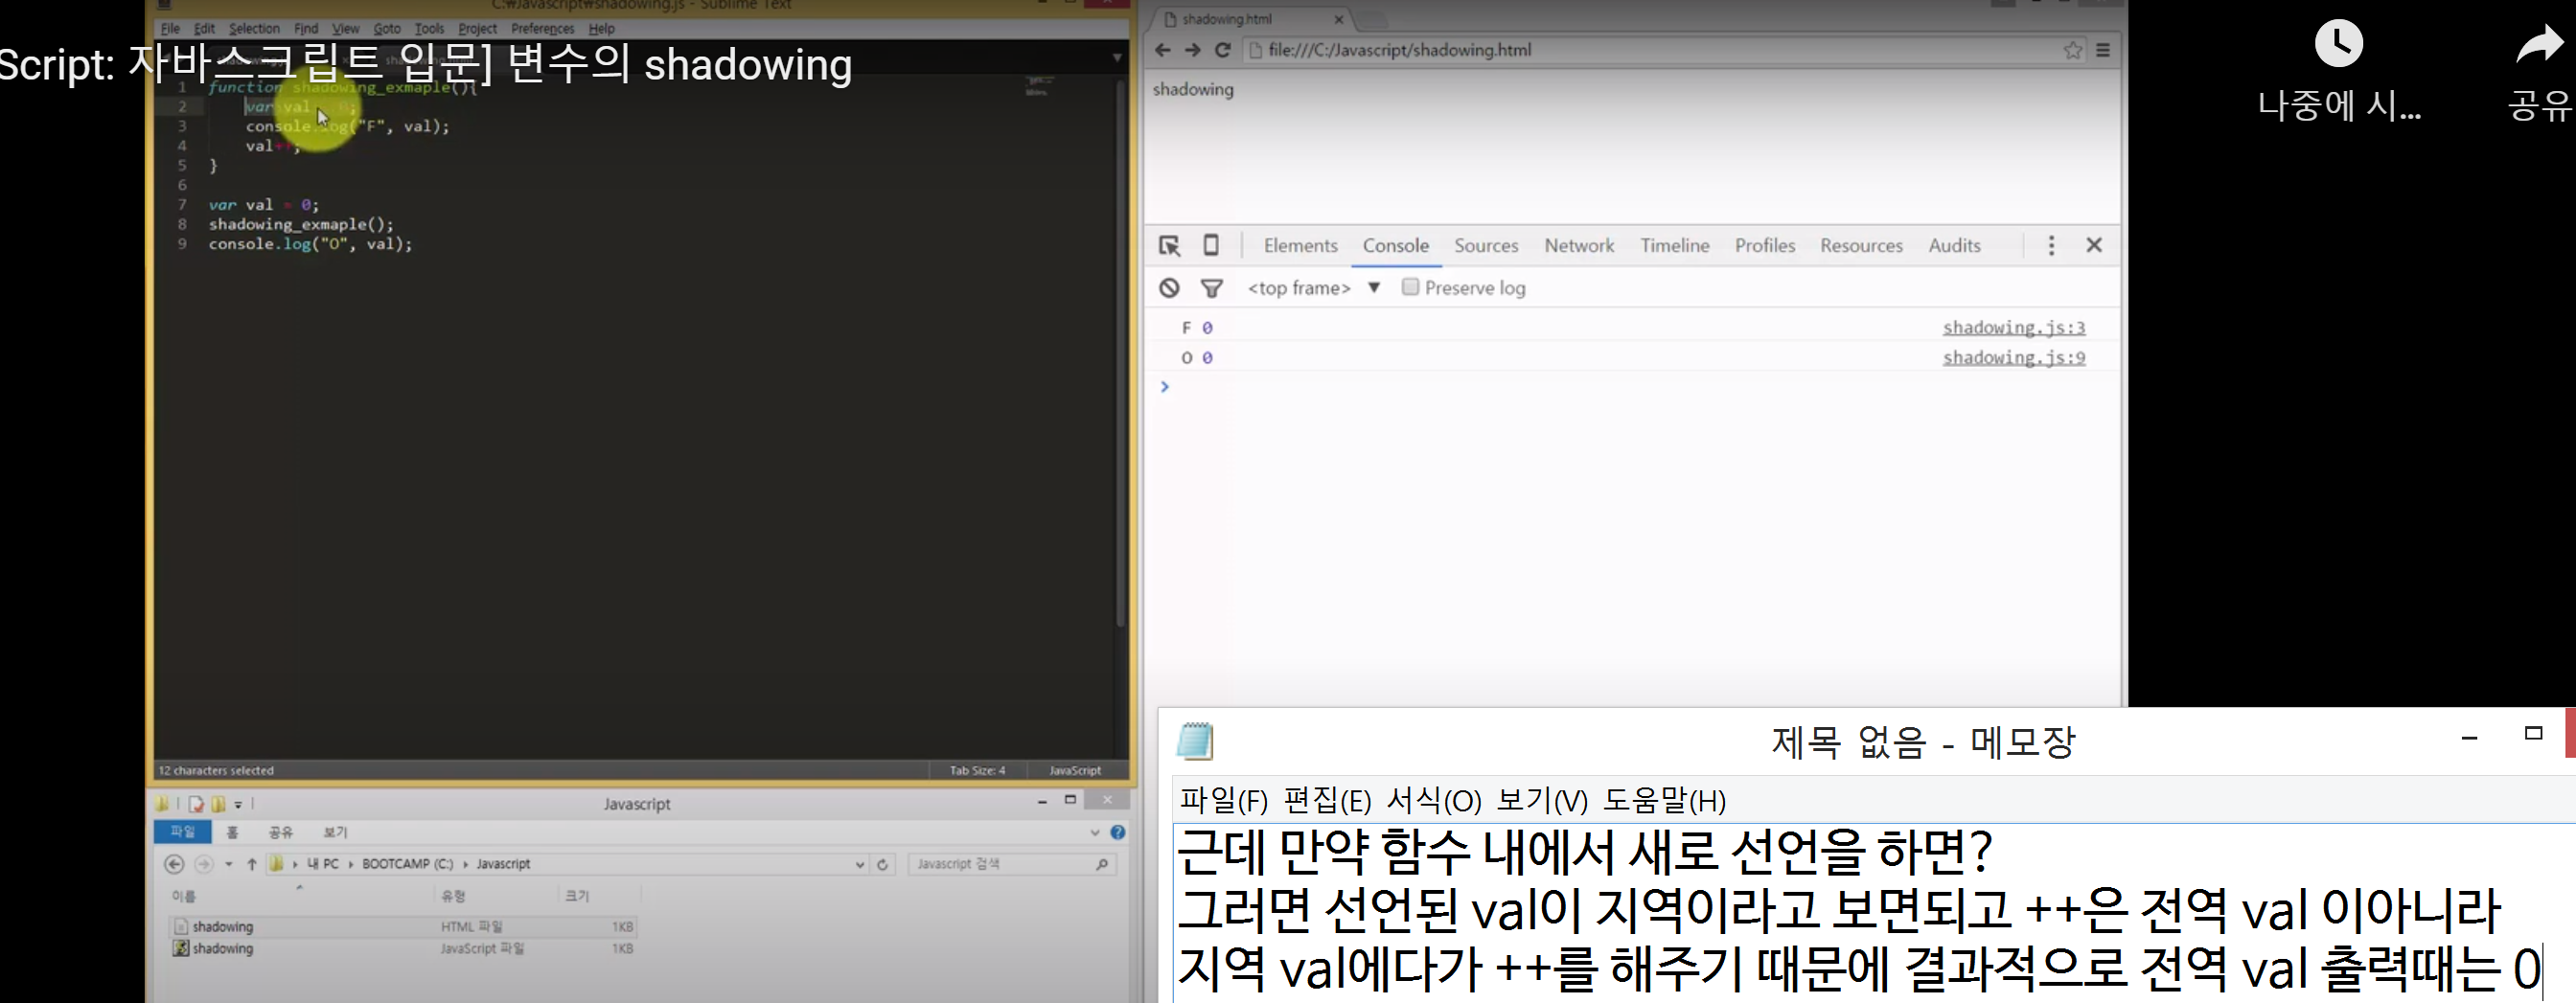 C:\Javascript\shadowing.js - Sublime Text
File Edit Selection Find View Goto Tools Project Preferences Help
Script: 자바스크립트 입문] 변수의 shadowing
1 function shadowing_exmaple(){
2 var val = 0;
3 console.log("F", val);
4 val++;
5 }
6
7 var val = 0;
8 shadowing_exmaple();
9 console.log("O", val);
12 characters selected
Tab Size: 4
JavaScript
Javascript
파일 홈 공유 보기
내 PC BOOTCAMP (C:) Javascript
Javascript 검색
이름 유형 크기
shadowing HTML 파일 1KB
shadowing JavaScript 파일 1KB
shadowing.html
file:///C:/Javascript/shadowing.html
shadowing
Elements Console Sources Network Timeline Profiles Resources Audits
<top frame> ▼ Preserve log
F 0 shadowing.js:3
O 0 shadowing.js:9
>
나중에 시...
공유
제목 없음 - 메모장
파일(F) 편집(E) 서식(O) 보기(V) 도움말(H)
근데 만약 함수 내에서 새로 선언을 하면?
그러면 선언된 val이 지역이라고 보면되고 ++은 전역 val 이아니라
지역 val에다가 ++를 해주기 때문에 결과적으로 전역 val 출력때는 0